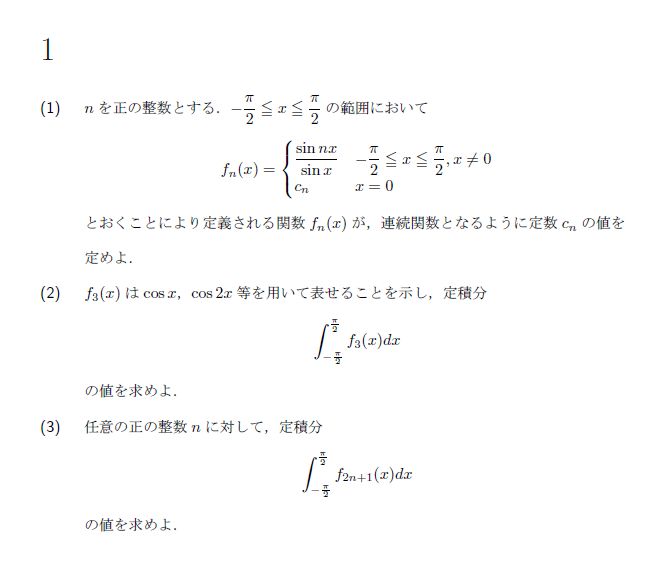 1
(1) n を正の整数とする．$-\frac{\pi}{2} \leqq x \leqq \frac{\pi}{2}$ の範囲において
$f_n(x) = \begin{cases} \frac{\sin nx}{\sin x} & -\frac{\pi}{2} \leqq x \leqq \frac{\pi}{2}, x \neq 0 \\ c_n & x = 0 \end{cases}$
とおくことにより定義される関数 $f_n(x)$ が，連続関数となるように定数 $c_n$ の値を
定めよ．
(2) $f_3(x)$ は $\cos x$，$\cos 2x$ 等を用いて表せることを示し，定積分
$\int_{-\frac{\pi}{2}}^{\frac{\pi}{2}} f_3(x)dx$
の値を求めよ．
(3) 任意の正の整数 n に対して，定積分
$\int_{-\frac{\pi}{2}}^{\frac{\pi}{2}} f_{2n+1}(x)dx$
の値を求めよ．